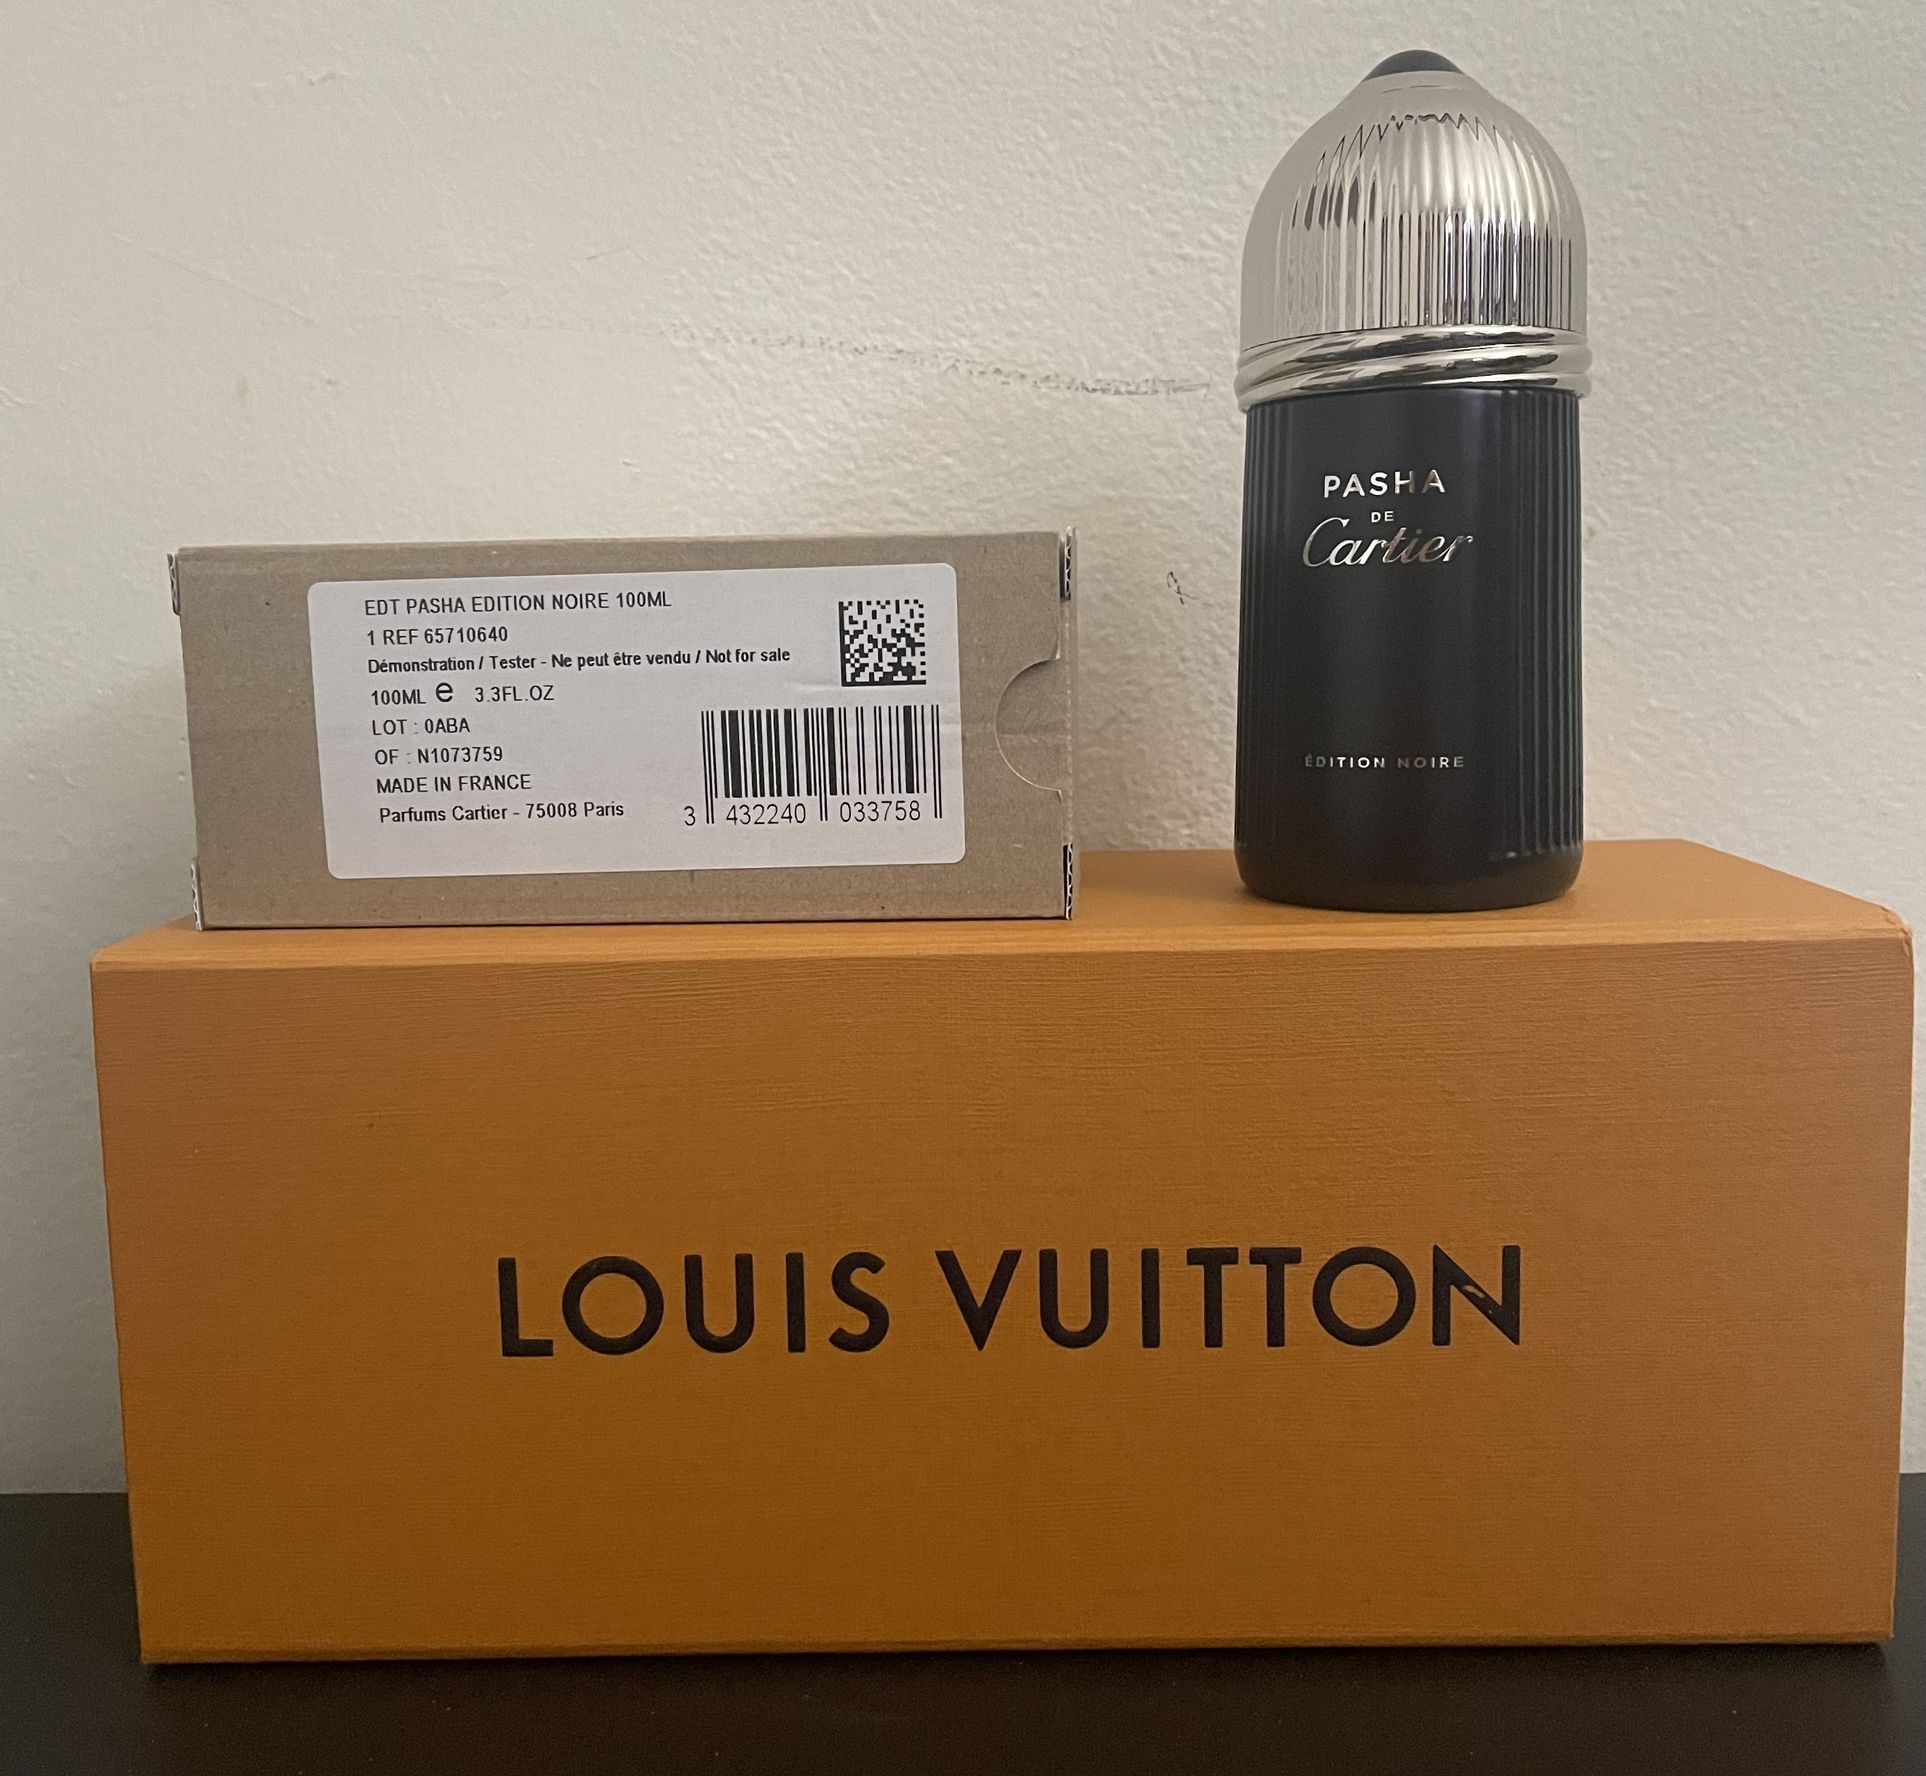 EDT PASHA EDITION NOIRE 100ML
1 REF 65710640
Démonstration / Tester - Ne peut être vendu / Not for sale
100ML e 3.3FL.OZ
LOT : 0ABA
OF : N1073759
MADE IN FRANCE
Parfums Cartier - 75008 Paris
3 432240 033758
PASHA
DE
Cartier
ÉDITION NOIRE
LOUIS VUITTON